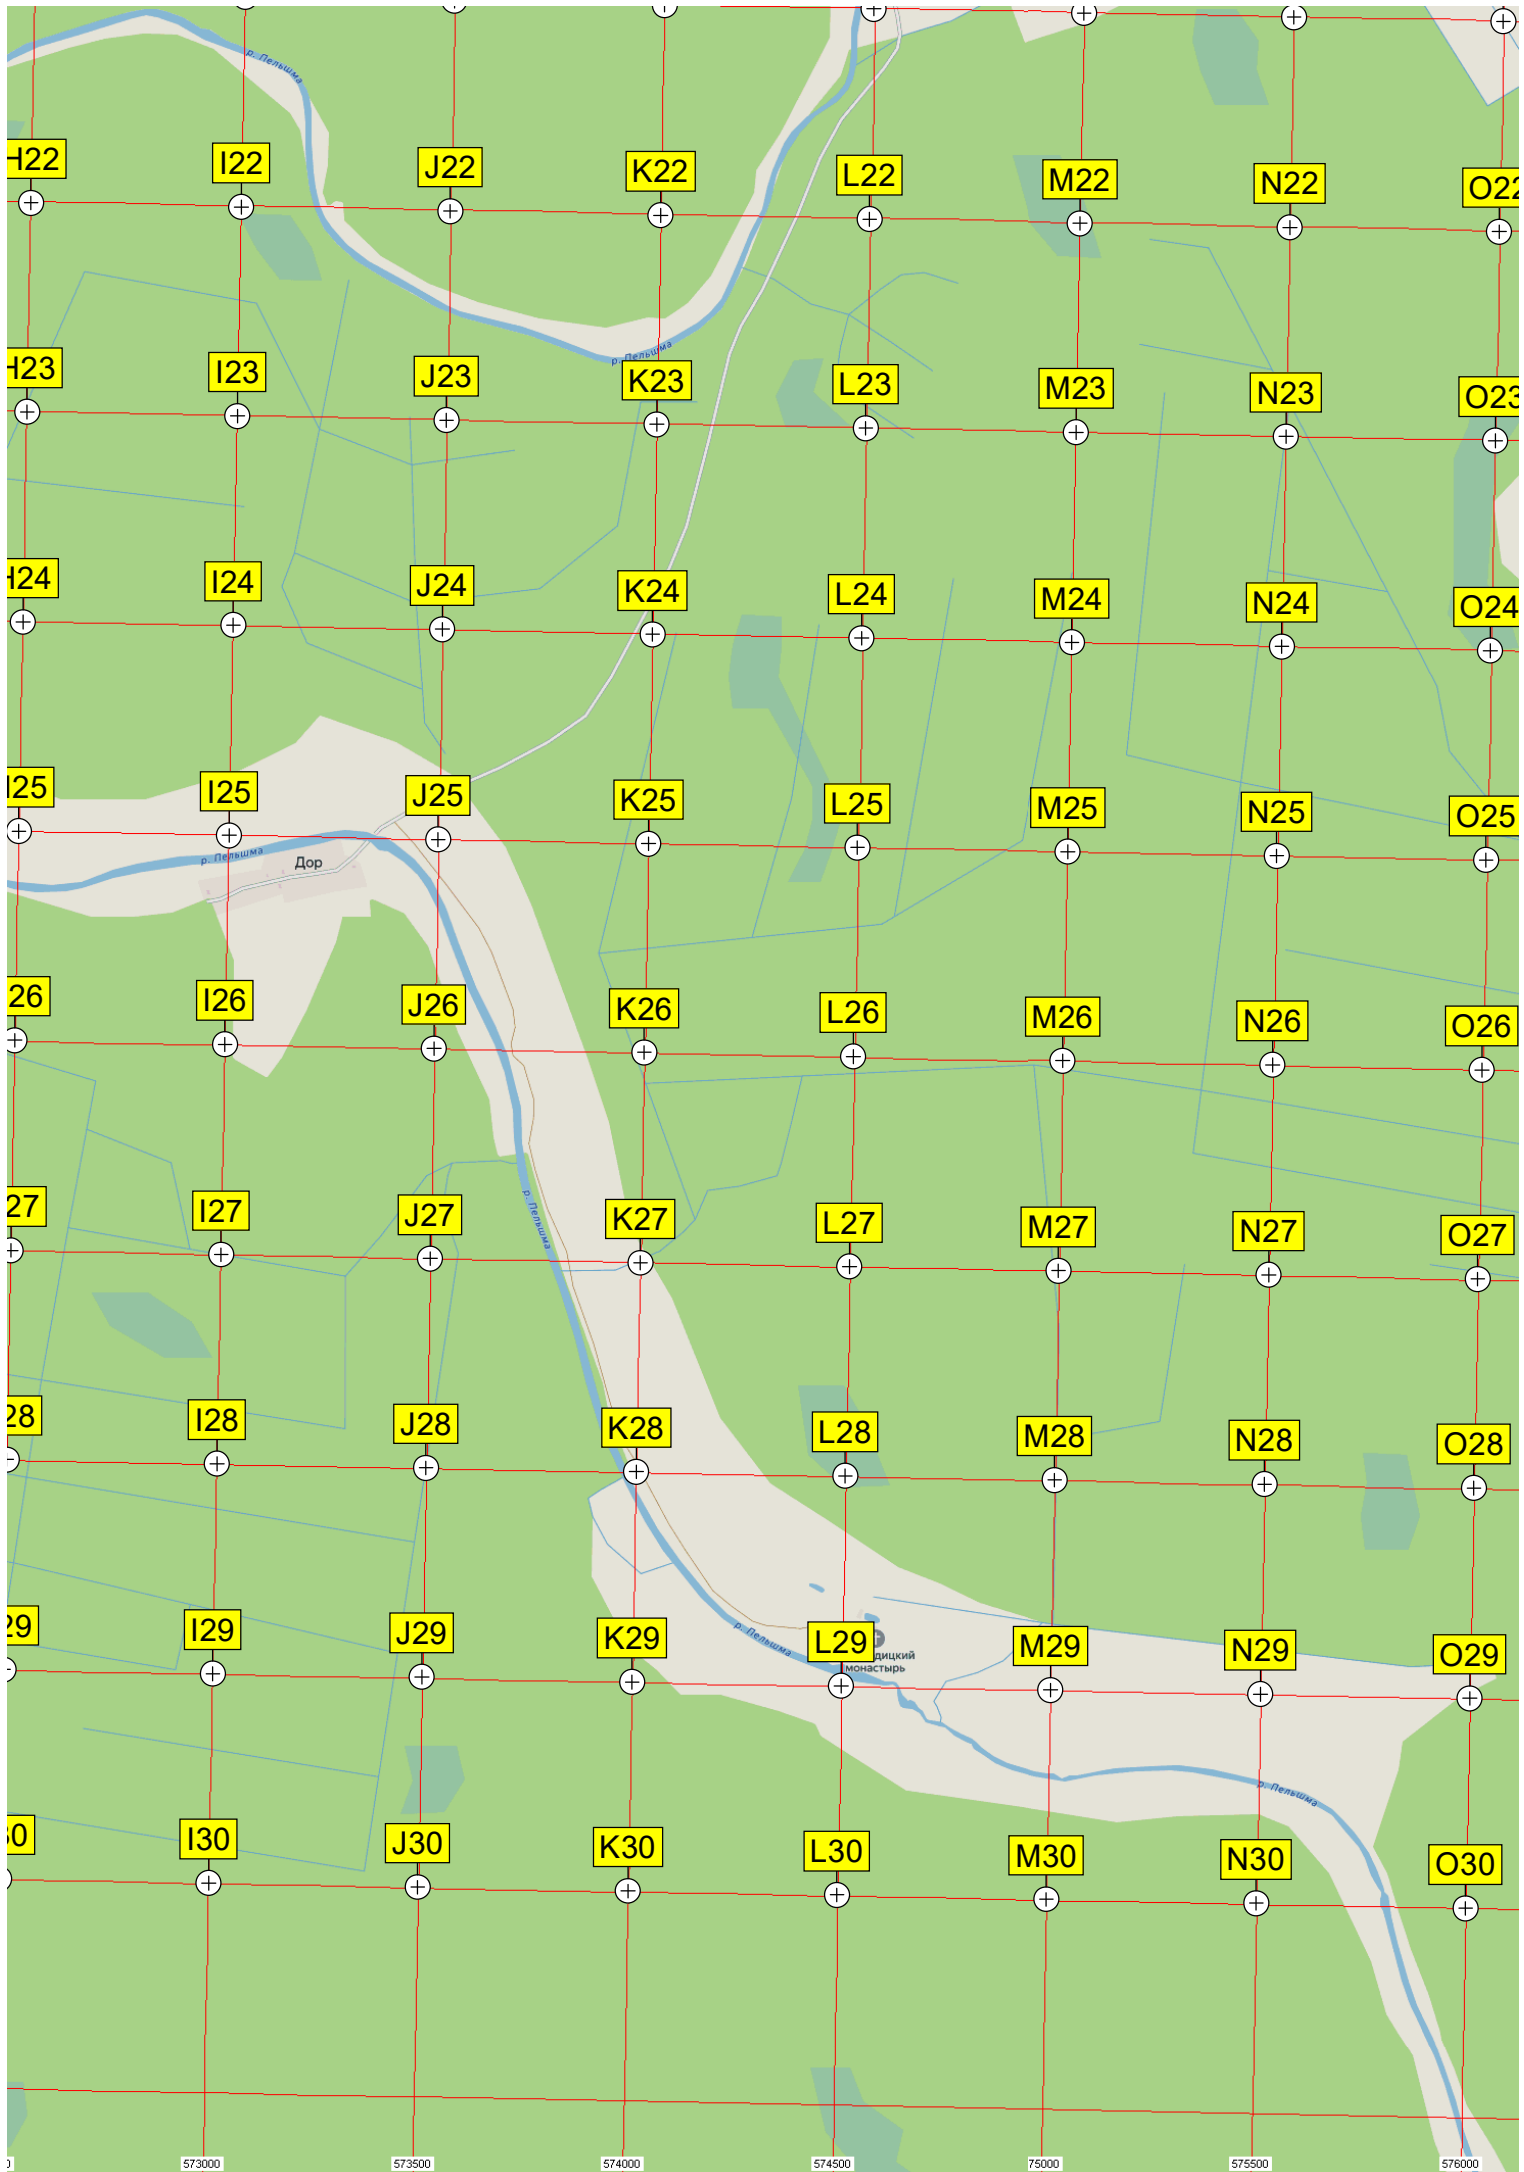 р. Пельшма
H22 I22 J22 K22 L22 M22 N22 O22
р. Пельшма
H23 I23 J23 K23 L23 M23 N23 O23
H24 I24 J24 K24 L24 M24 N24 O24
I25 J25 K25 L25 M25 N25 O25
р. Пельшма
Дор
26 I26 J26 K26 L26 M26 N26 O26
27 I27 J27 K27 L27 M27 N27 O27
р. Пельшма
28 I28 J28 K28 L28 M28 N28 O28
29 I29 J29 K29 L29 M29 N29 O29
р. Пельшма
дицкий
монастырь
р. Пельшма
30 I30 J30 K30 L30 M30 N30 O30
573000 573500 574000 574500 75000 575500 576000